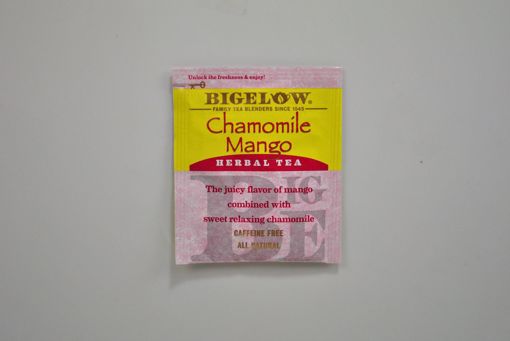 Unlock the freshness & enjoy!
BIGELOW®
FAMILY TEA BLENDERS SINCE 1945
Chamomile
Mango
HERBAL TEA
The juicy flavor of mango
combined with
sweet relaxing chamomile
CAFFEINE FREE
ALL NATURAL
BIG
E